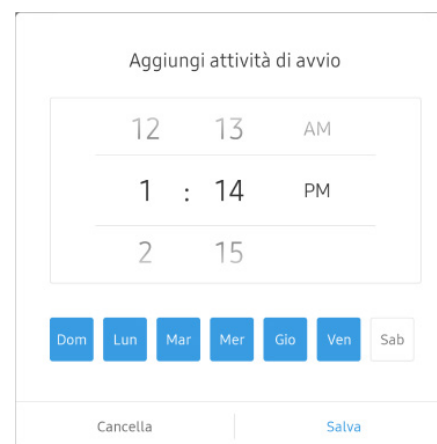 Aggiungi attività di avvio
12 13 AM
1 : 14 PM
2 15
Dom Lun Mar Mer Gio Ven Sab
Cancella Salva